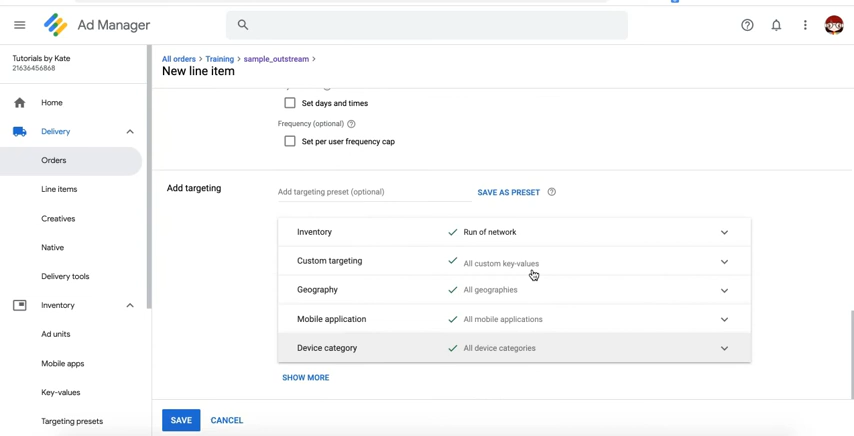 Ad Manager
Tutorials by Kate
21636456868
Home
Delivery
Orders
Line items
Creatives
Native
Delivery tools
Inventory
Ad units
Mobile apps
Key-values
Targeting presets
All orders > Training > sample_outstream >
New line item
Set days and times
Frequency (optional)
Set per user frequency cap
Add targeting
Add targeting preset (optional)
SAVE AS PRESET
Inventory Run of network
Custom targeting All custom key-values
Geography All geographies
Mobile application All mobile applications
Device category All device categories
SHOW MORE
SAVE CANCEL